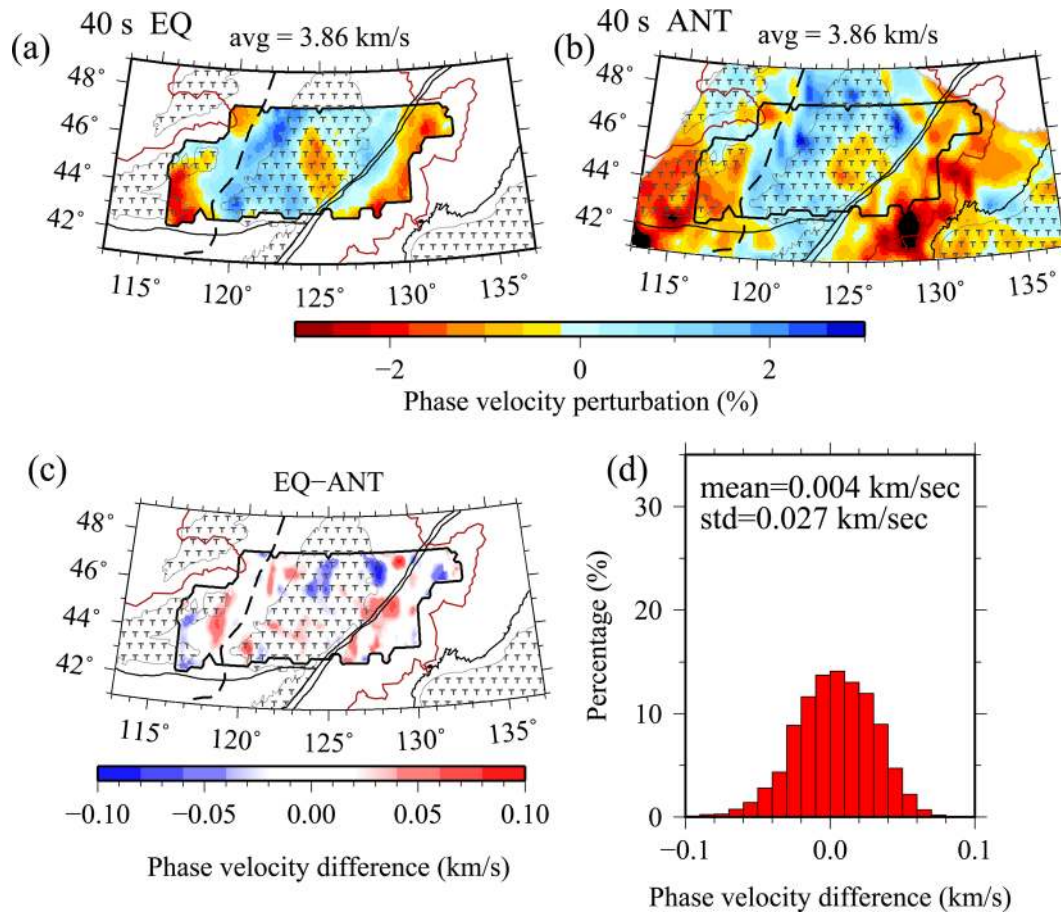 (a) 40 s EQ
avg = 3.86 km/s
48°
46°
44°
42°
115° 120° 125° 130° 135°
(b) 40 s ANT
avg = 3.86 km/s
48°
46°
44°
42°
115° 120° 125° 130° 135°
−2 0 2
Phase velocity perturbation (%)
(c) EQ−ANT
48°
46°
44°
42°
115° 120° 125° 130° 135°
−0.10 −0.05 0.00 0.05 0.10
Phase velocity difference (km/s)
(d)
mean=0.004 km/sec
std=0.027 km/sec
30
20
10
0
Percentage (%)
−0.1 0.0 0.1
Phase velocity difference (km/s)